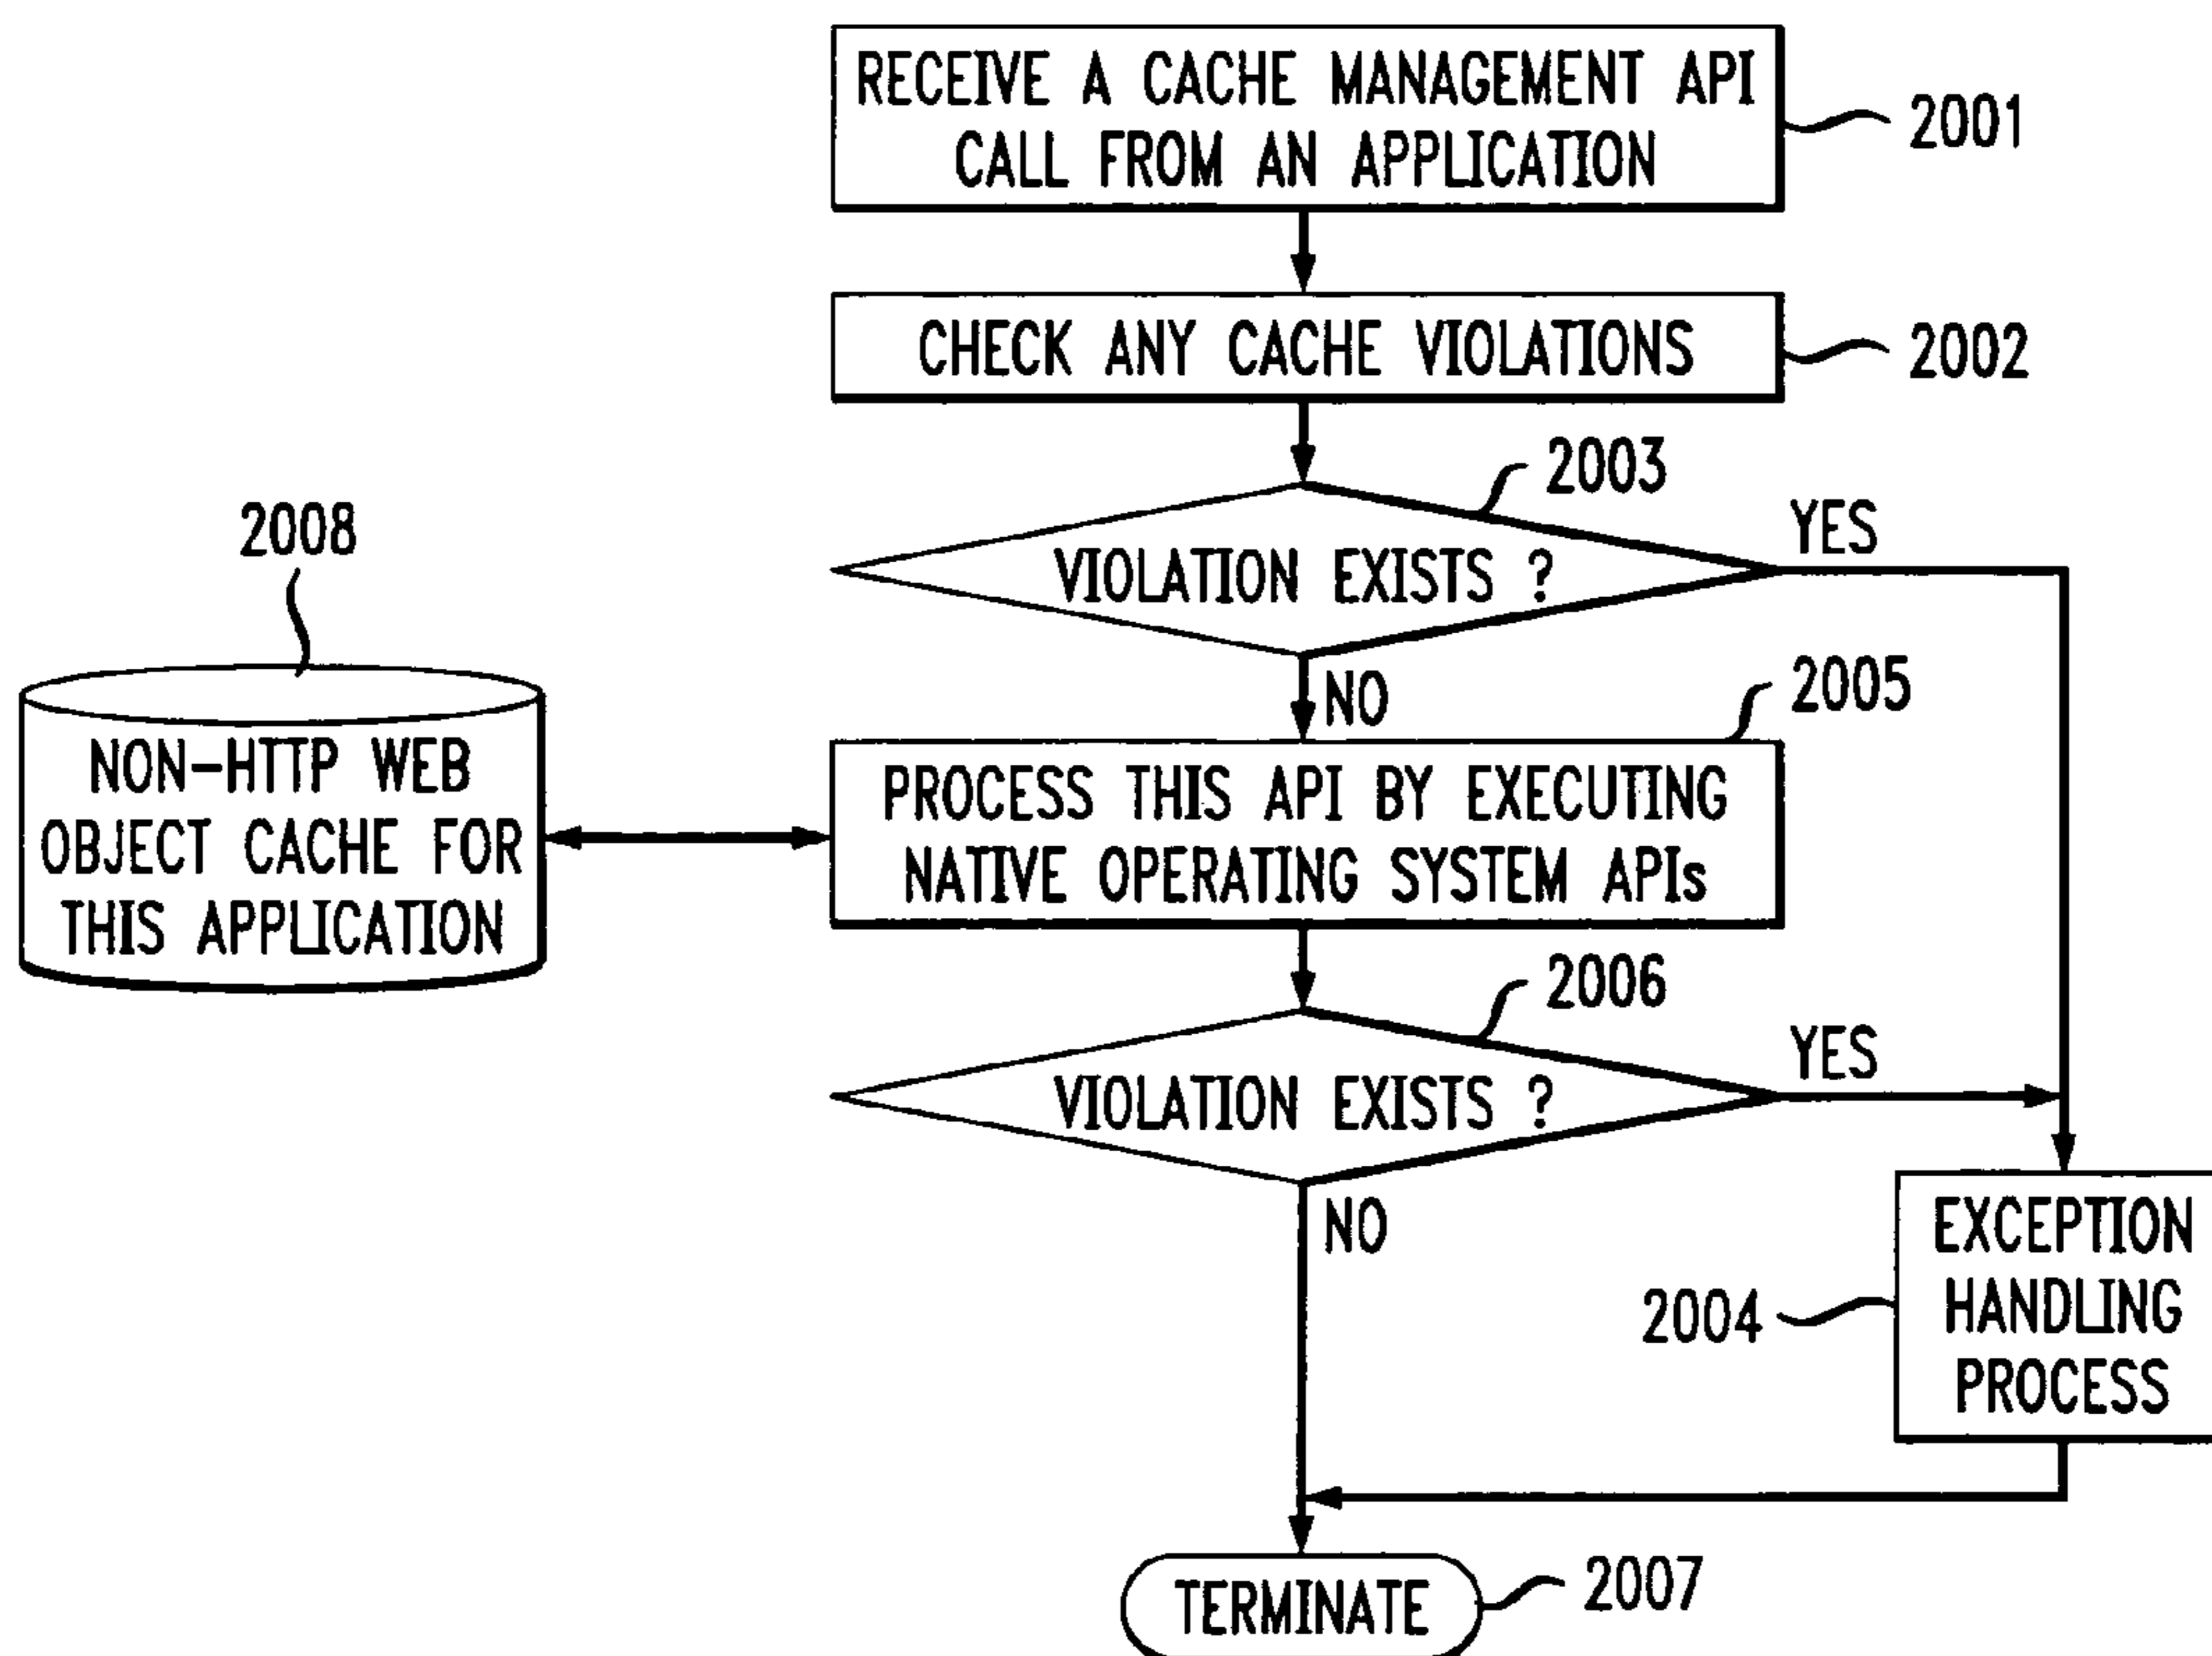 RECEIVE A CACHE MANAGEMENT API
CALL FROM AN APPLICATION
2001
CHECK ANY CACHE VIOLATIONS
2002
2003
VIOLATION EXISTS ?
YES
NO
2008
NON-HTTP WEB
OBJECT CACHE FOR
THIS APPLICATION
2005
PROCESS THIS API BY EXECUTING
NATIVE OPERATING SYSTEM APIs
2006
VIOLATION EXISTS ?
YES
NO
2004
EXCEPTION
HANDLING
PROCESS
TERMINATE
2007